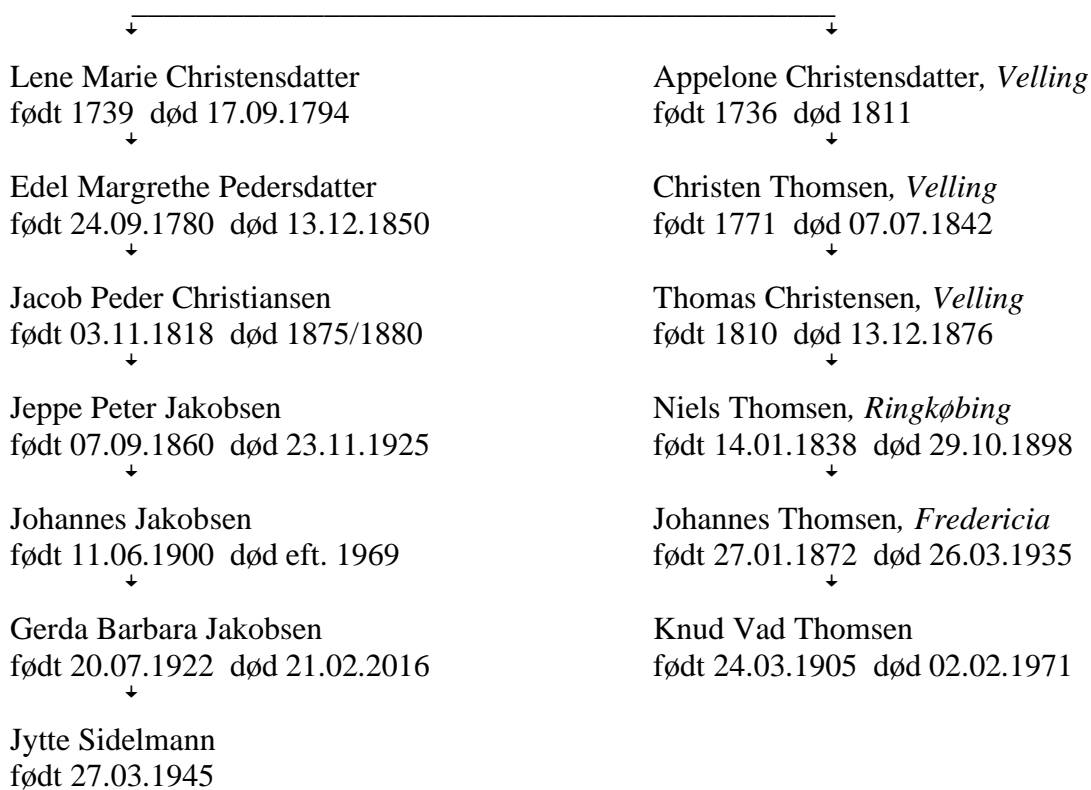 Lene Marie Christensdatter
født 1739 død 17.09.1794
Edel Margrethe Pedersdatter
født 24.09.1780 død 13.12.1850
Jacob Peder Christiansen
født 03.11.1818 død 1875/1880
Jeppe Peter Jakobsen
født 07.09.1860 død 23.11.1925
Johannes Jakobsen
født 11.06.1900 død eft. 1969
Gerda Barbara Jakobsen
født 20.07.1922 død 21.02.2016
Jytte Sidelmann
født 27.03.1945
Appelone Christensdatter, Velling
født 1736 død 1811
Christen Thomsen, Velling
født 1771 død 07.07.1842
Thomas Christensen, Velling
født 1810 død 13.12.1876
Niels Thomsen, Ringkøbing
født 14.01.1838 død 29.10.1898
Johannes Thomsen, Fredericia
født 27.01.1872 død 26.03.1935
Knud Vad Thomsen
født 24.03.1905 død 02.02.1971